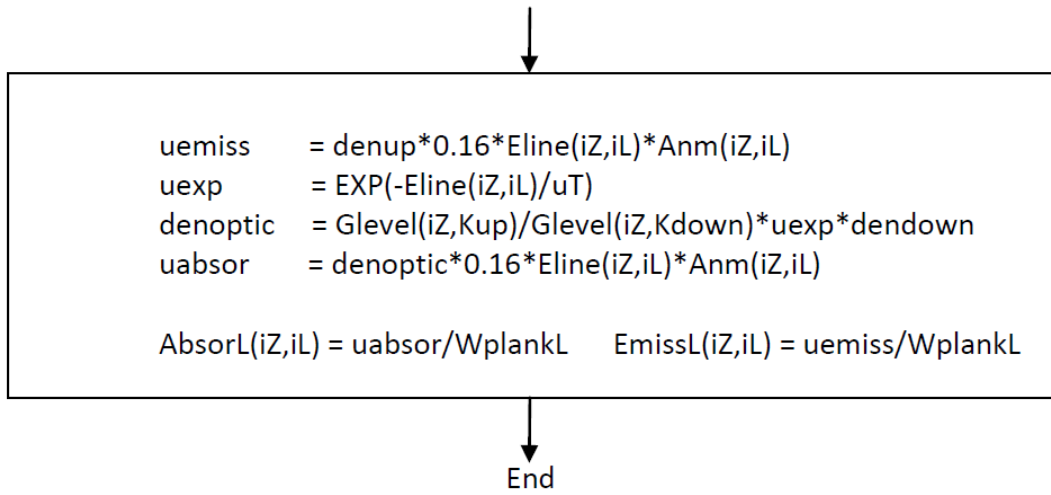 uemiss = denup*0.16*Eline(iZ,iL)*Anm(iZ,iL)
uexp = EXP(-Eline(iZ,iL)/uT)
denoptic = Glevel(iZ,Kup)/Glevel(iZ,Kdown)*uexp*dendown
uabsor = denoptic*0.16*Eline(iZ,iL)*Anm(iZ,iL)
AbsorL(iZ,iL) = uabsor/WplankL EmissL(iZ,iL) = uemiss/WplankL
End